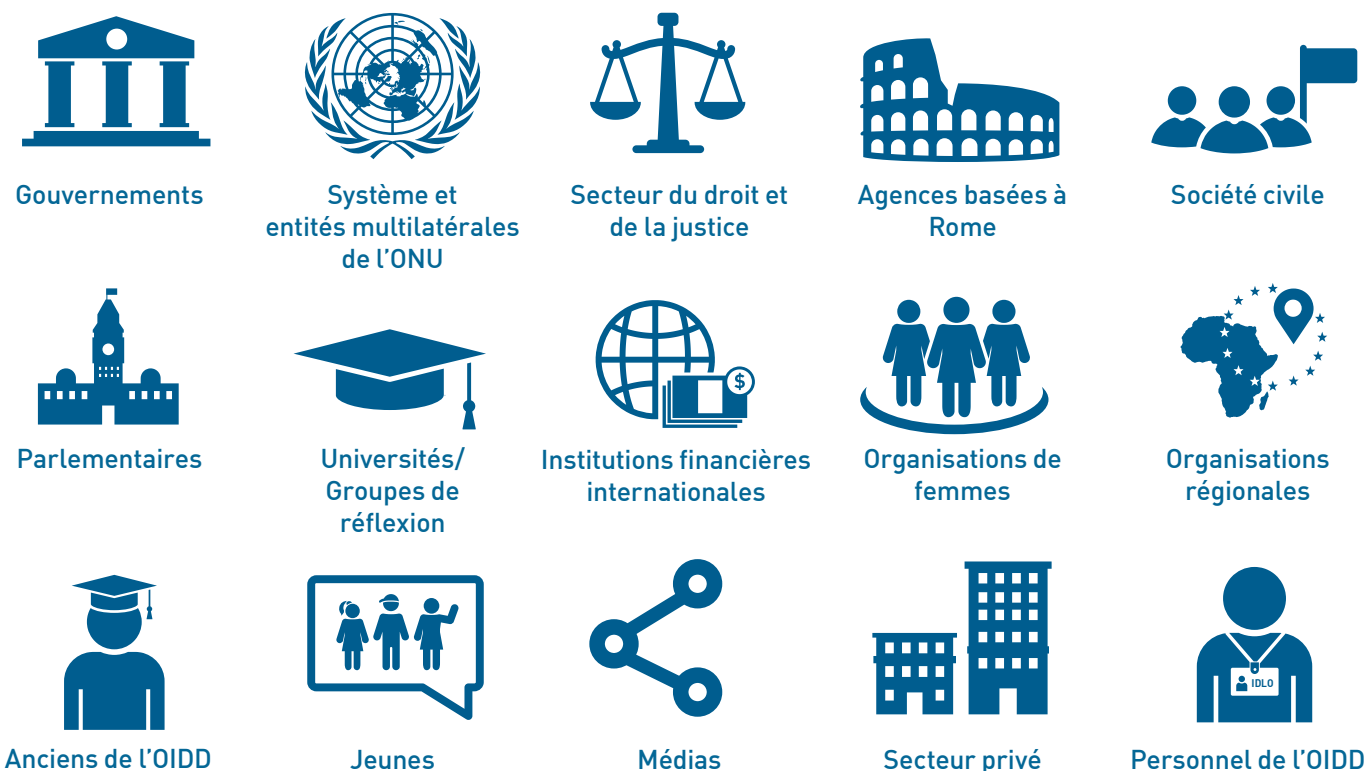 Gouvernements
Système et
entités multilatérales
de l'ONU
Secteur du droit et
de la justice
Agences basées à
Rome
Société civile
Parlementaires
Universités/
Groupes de
réflexion
$
Institutions financières
internationales
Organisations de
femmes
Organisations
régionales
Anciens de l'OIDD
Jeunes
Médias
Secteur privé
IDLO
Personnel de l'OIDD